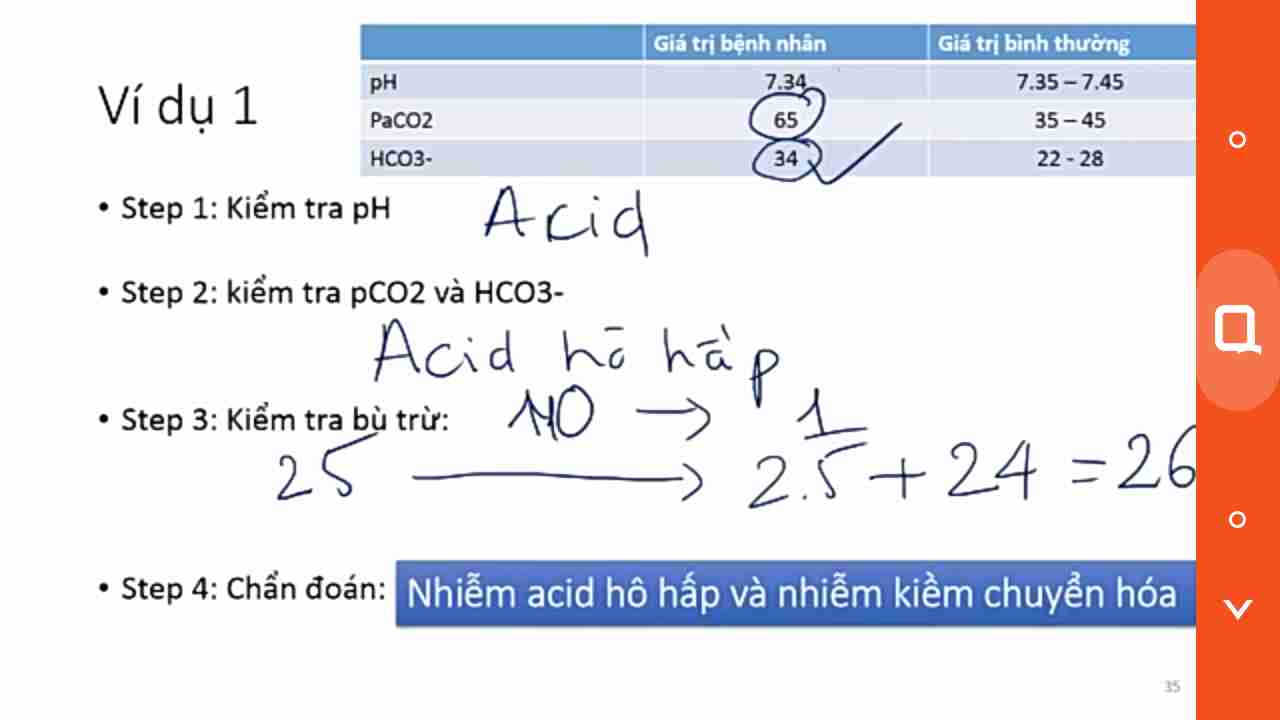 Giá trị bệnh nhân Giá trị bình thường
Ví dụ 1
pH 7.34 7.35 – 7.45
PaCO2 65 35 – 45
HCO3- 34 22 - 28
• Step 1: Kiểm tra pH Acid
• Step 2: kiểm tra pCO2 và HCO3-
Acid hô hấp
• Step 3: Kiểm tra bù trừ: 10 → 1
25 → 2.5 + 24 = 26
• Step 4: Chẩn đoán: Nhiễm acid hô hấp và nhiễm kiềm chuyển hóa
35